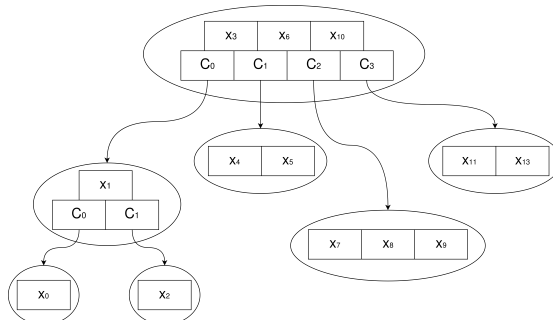 x₃ x₆ x₁₀
C₀ C₁ C₂ C₃
x₄ x₅
x₁₁ x₁₃
x₁
C₀ C₁
x₇ x₈ x₉
x₀
x₂